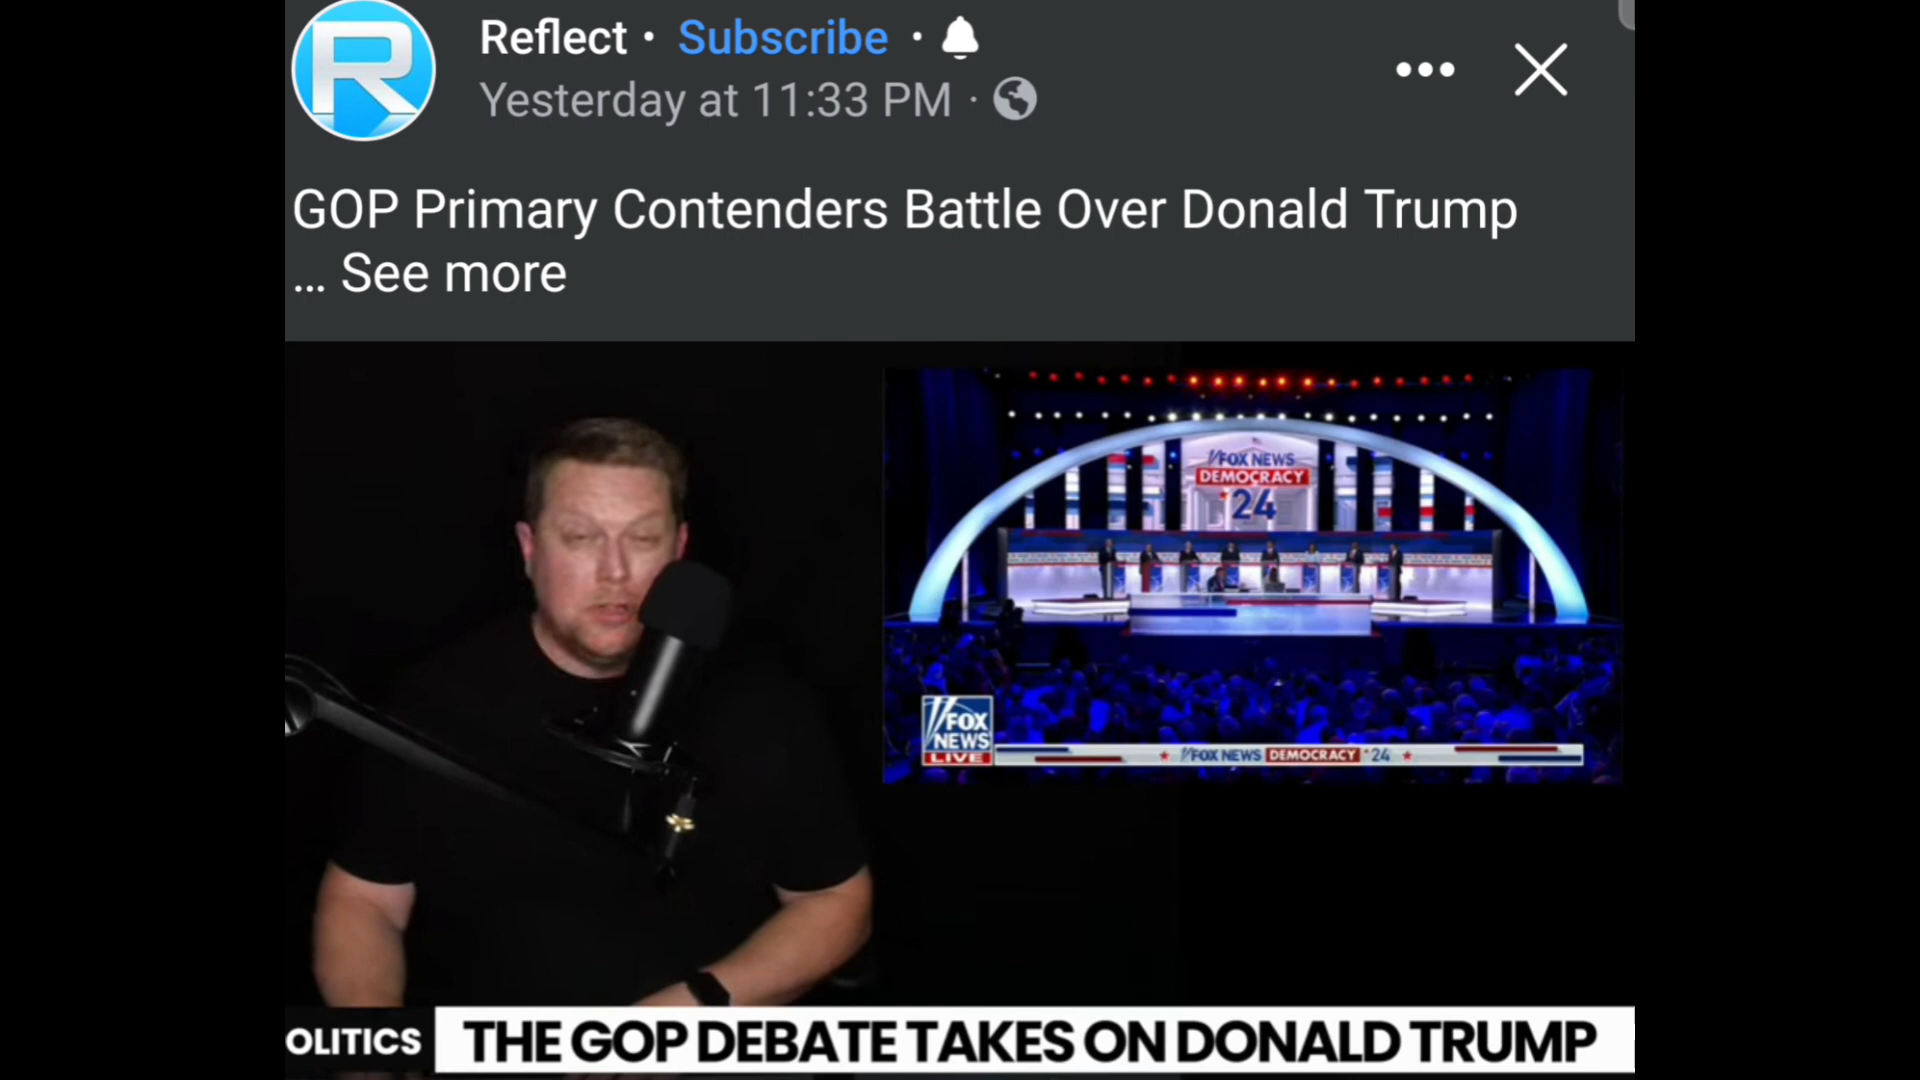 R
Reflect · Subscribe ·
Yesterday at 11:33 PM ·
GOP Primary Contenders Battle Over Donald Trump
... See more
FOX NEWS
DEMOCRACY
'24
FOX
NEWS
LIVE
FOX NEWS DEMOCRACY '24
OLITICS
THE GOP DEBATE TAKES ON DONALD TRUMP